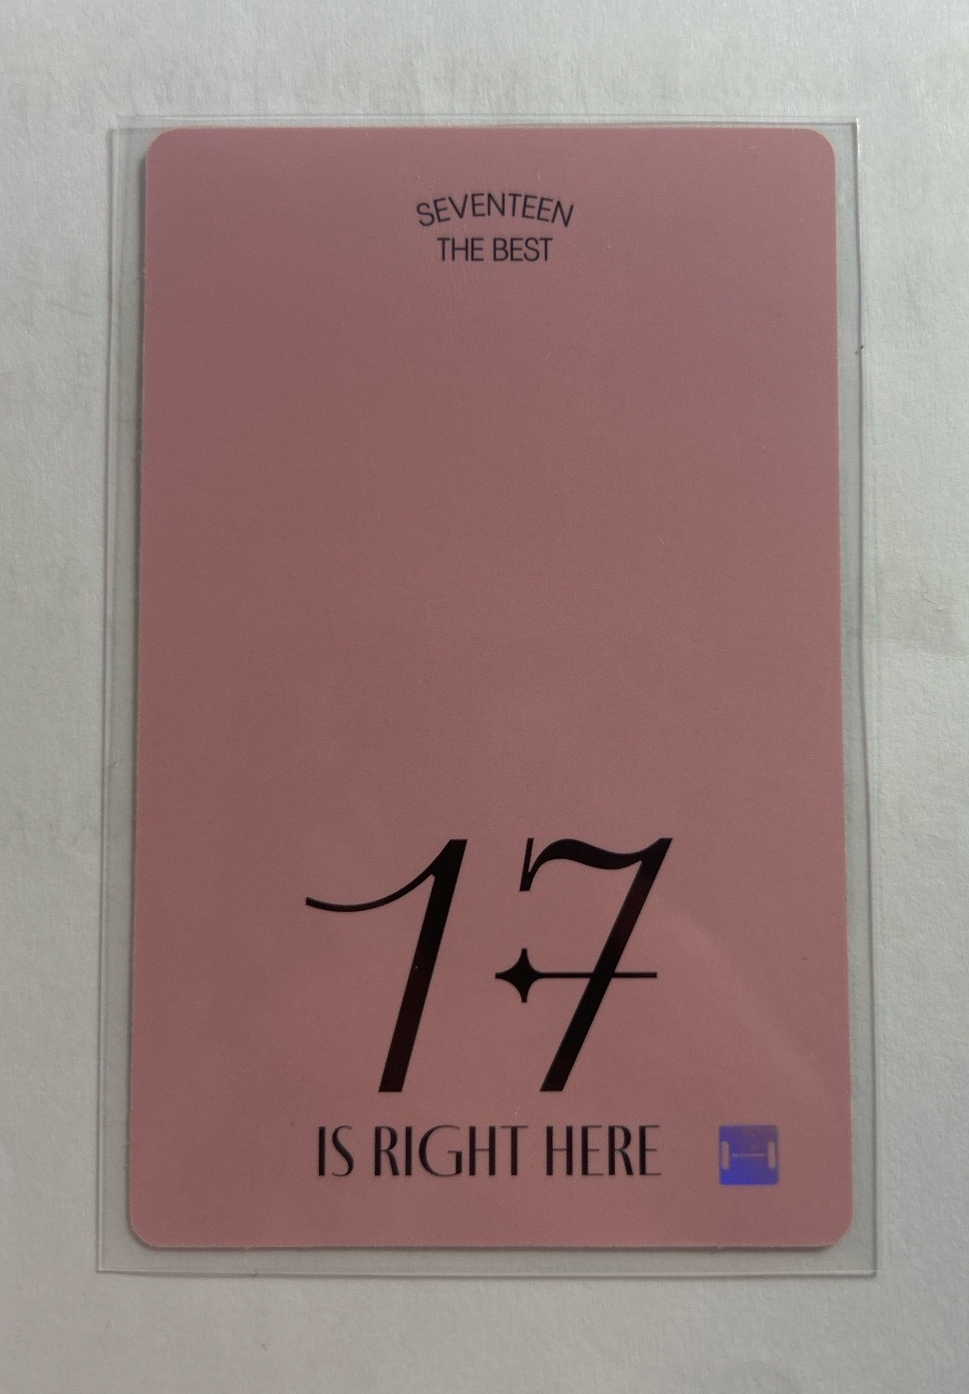 SEVENTEEN
THE BEST
17
IS RIGHT HERE